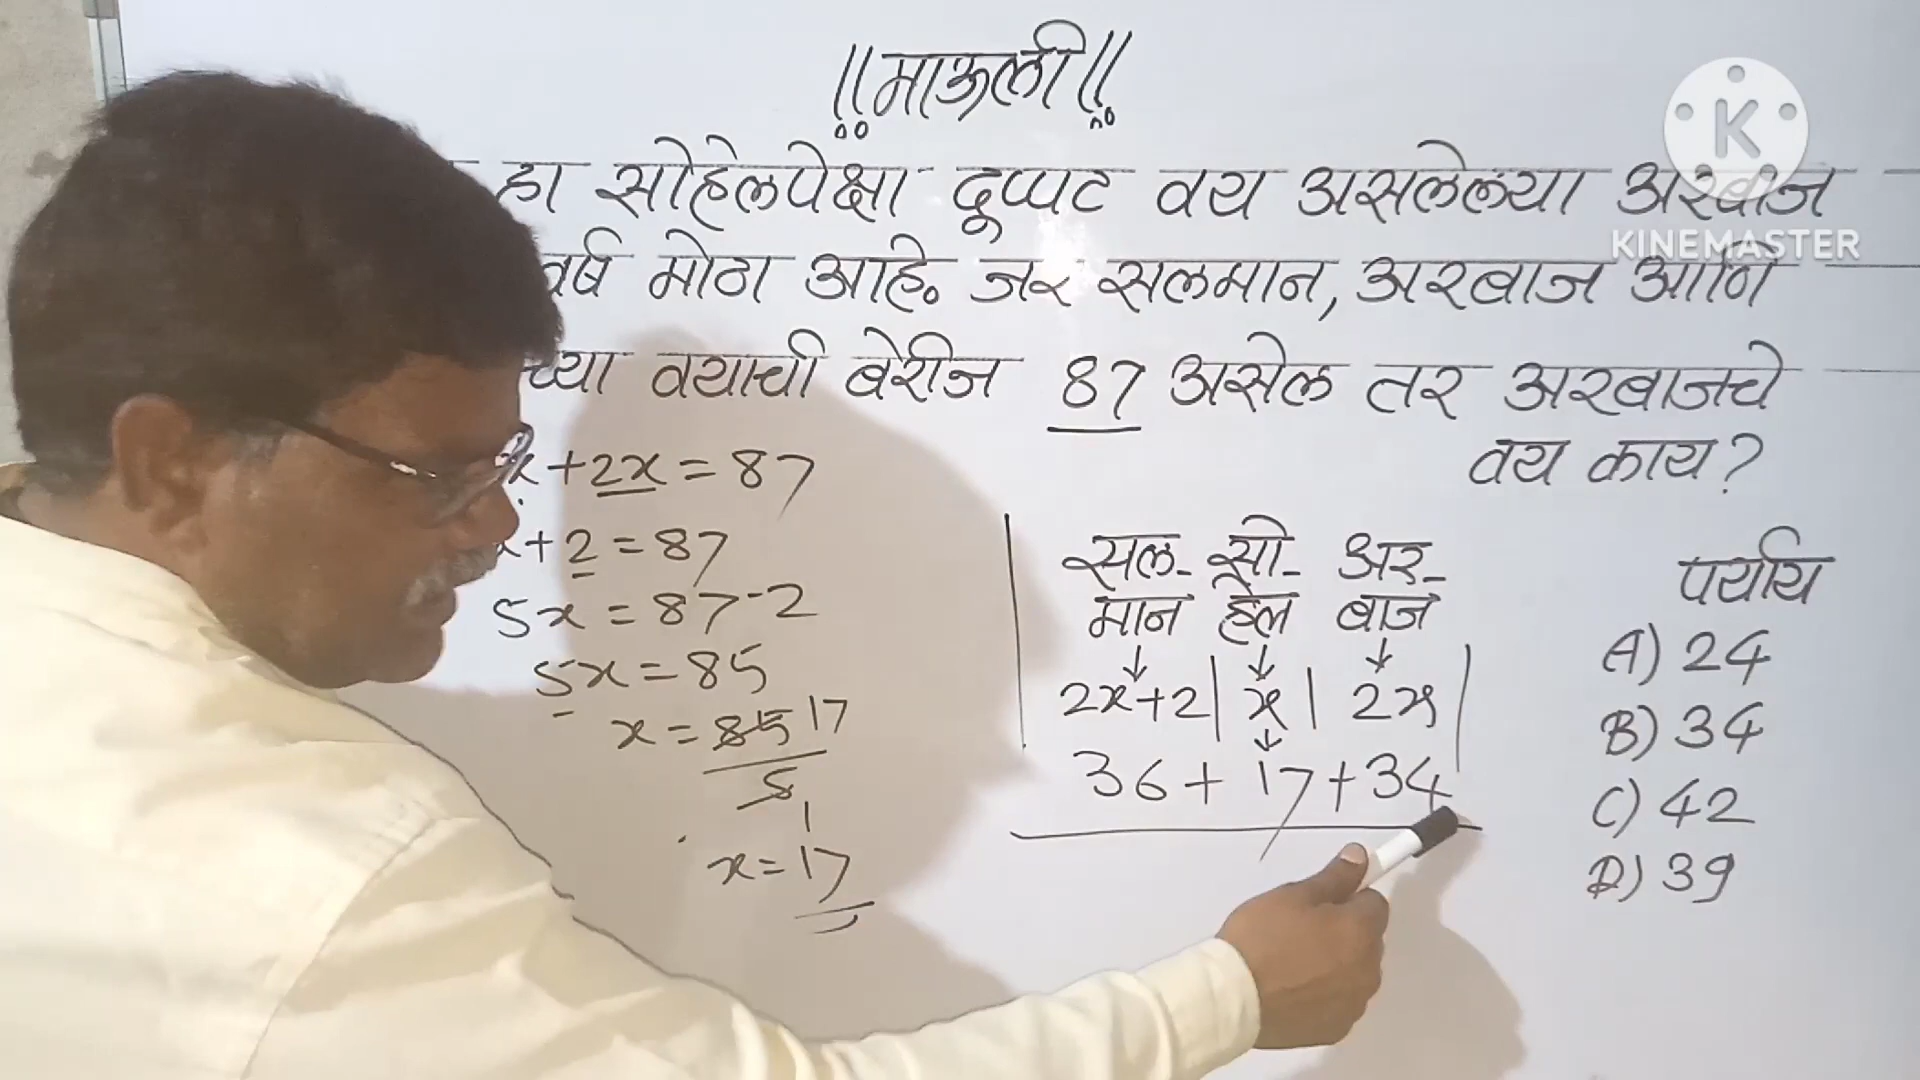 ॥माऊली॥
हा सोहेलपेक्षा दूप्पट वय असलेल्या अरबाज
वर्ष मोठा आहे. जर सलमान, अरबाज आणि
च्या वयाची बेरीज 87 असेल तर अरबाजचे
वय काय?
x + 2x = 87
x + 2 = 87
5x = 87 - 2
5x = 85
x = 85 17
5
1
x = 17
सल- सो- अर-
मान हेल बाज
↓ ↓ ↓
2x+2 | x | 2x
↓
36 + 17 + 34
पर्याय
A) 24
B) 34
C) 42
D) 39
K
KINEMASTER